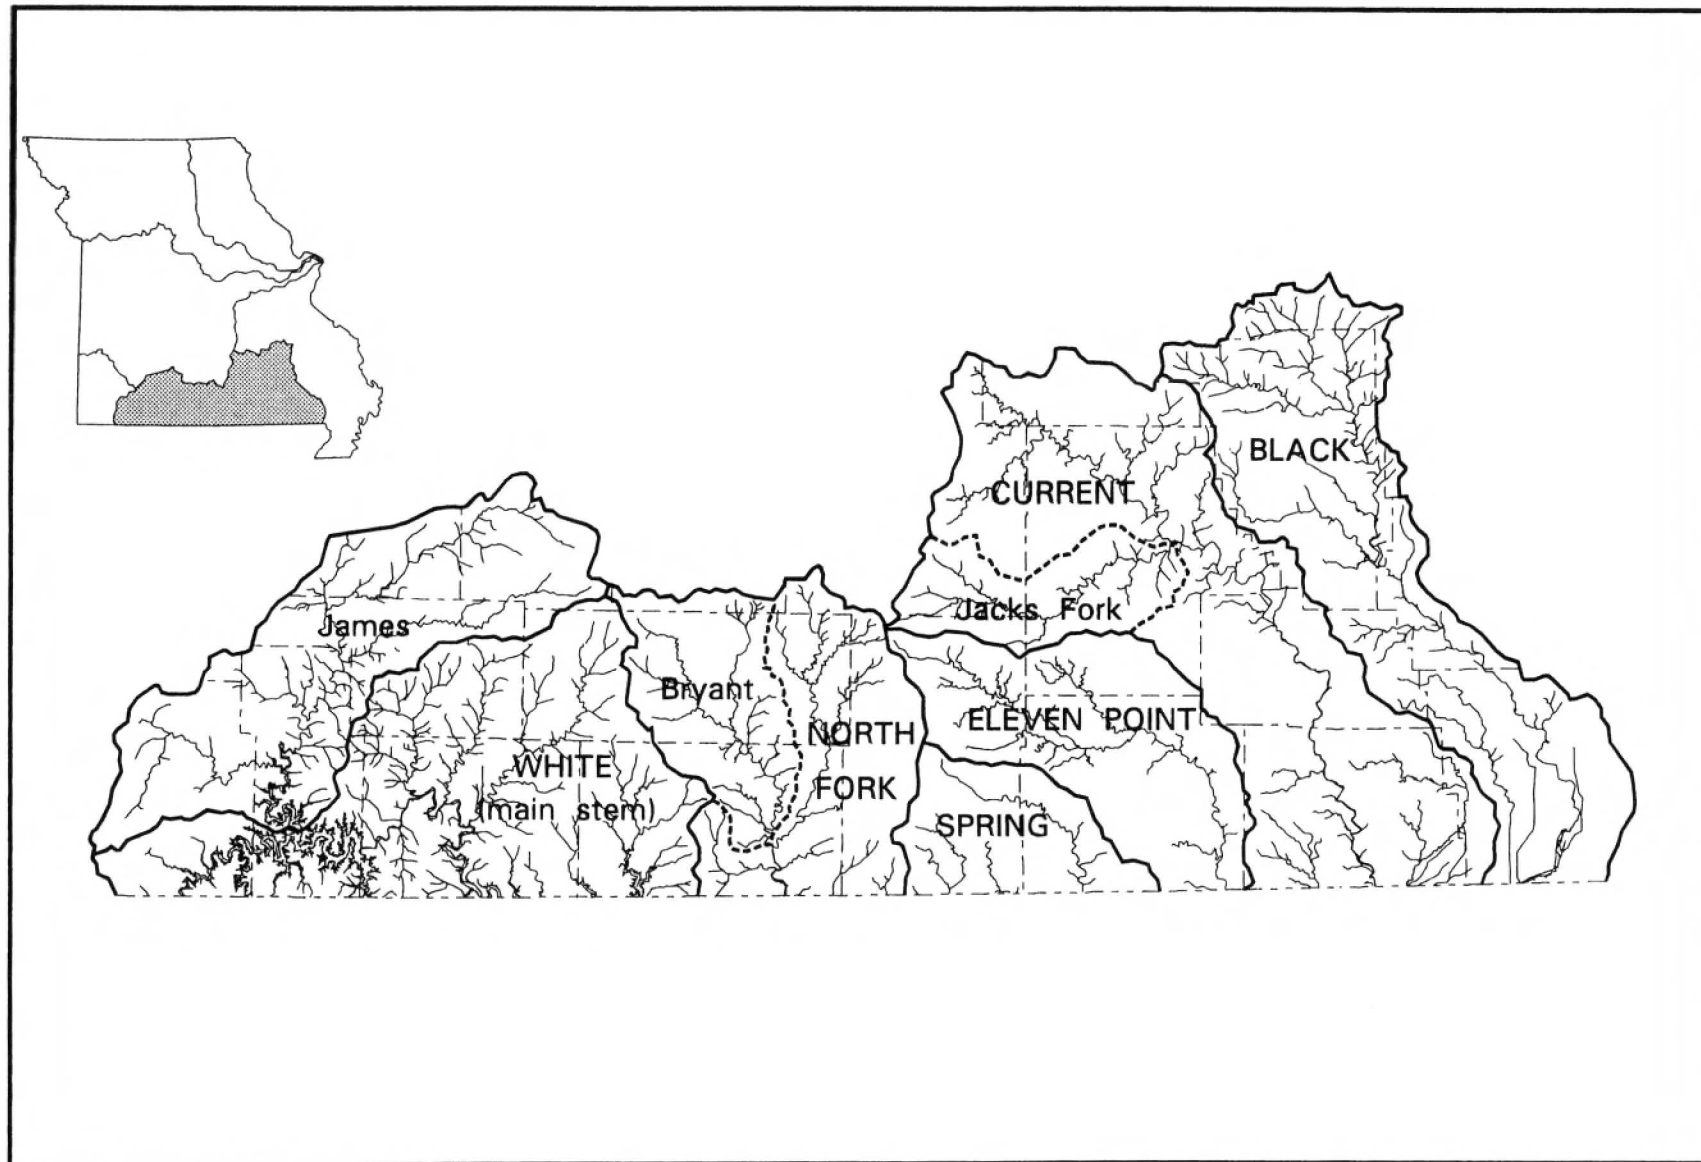 BLACK
CURRENT
Jacks Fork
James
Bryant
ELEVEN POINT
NORTH
FORK
WHITE
(main stem)
SPRING